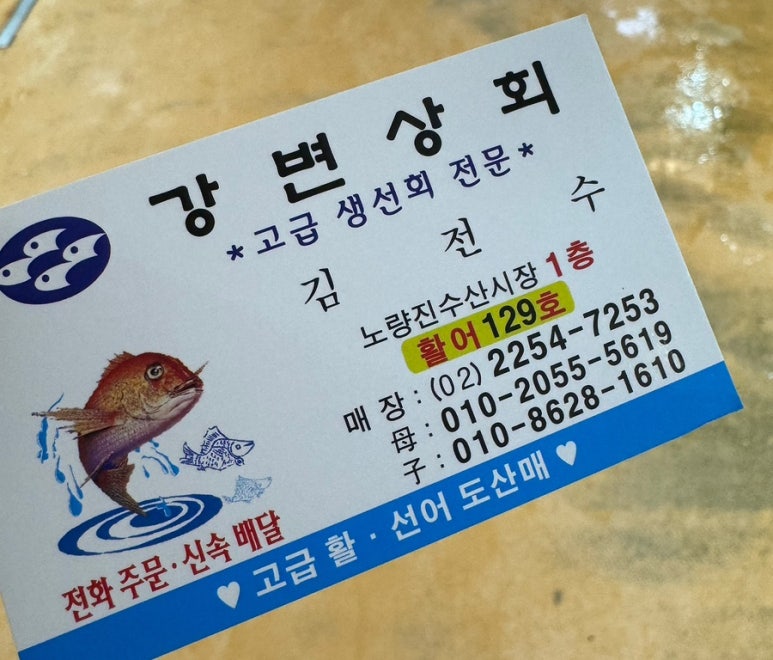 강변상회
*고급 생선회 전문*
김전수
노량진수산시장 1층
활어129호
매 장 : (02) 2254-7253
母 : 010-2055-5619
子 : 010-8628-1610
전화 주문·신속 배달
♡ 고급 활·선어 도산매 ♡